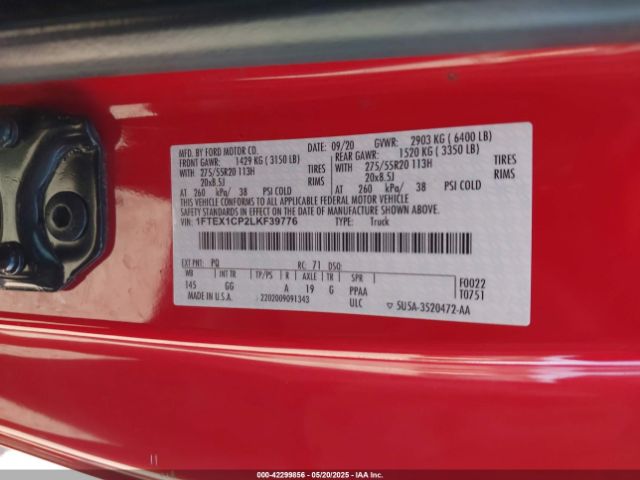 MFD. BY FORD MOTOR CO.
DATE: 09/20 GVWR: 2903 KG ( 6400 LB)
FRONT GAWR: 1429 KG ( 3150 LB) REAR GAWR: 1520 KG ( 3350 LB)
WITH 275/55R20 113H TIRES WITH 275/55R20 113H TIRES
20x8.5J RIMS 20x8.5J RIMS
AT 260 kPa/ 38 PSI COLD AT 260 kPa/ 38 PSI COLD
THIS VEHICLE CONFORMS TO ALL APPLICABLE FEDERAL MOTOR VEHICLE
SAFETY STANDARDS IN EFFECT ON THE DATE OF MANUFACTURE SHOWN ABOVE.
VIN: 1FTEX1CP2LKF39776 TYPE: Truck
EXT PNT: PQ RC: 71 DSO:
WB INT TR TP/PS R AXLE TR SPR
145 GG A 19 G PPAA
F0022
T0751
MADE IN U.S.A. 2202009091343 ULC 5U5A-3520472-AA
000-42299856 - 05/20/2025 - IAA Inc.